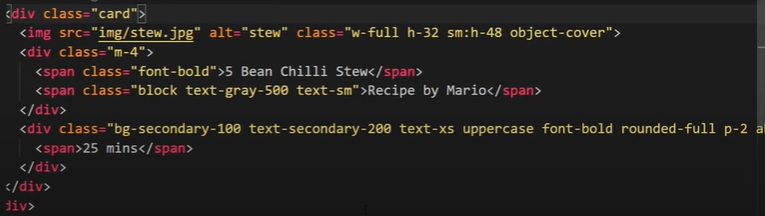 <div class="card">
<img src="img/stew.jpg" alt="stew" class="w-full h-32 sm:h-48 object-cover">
<div class="m-4">
<span class="font-bold">5 Bean Chilli Stew</span>
<span class="block text-gray-500 text-sm">Recipe by Mario</span>
</div>
<div class="bg-secondary-100 text-secondary-200 text-xs uppercase font-bold rounded-full p-2
<span>25 mins</span>
</div>
</div>
div>